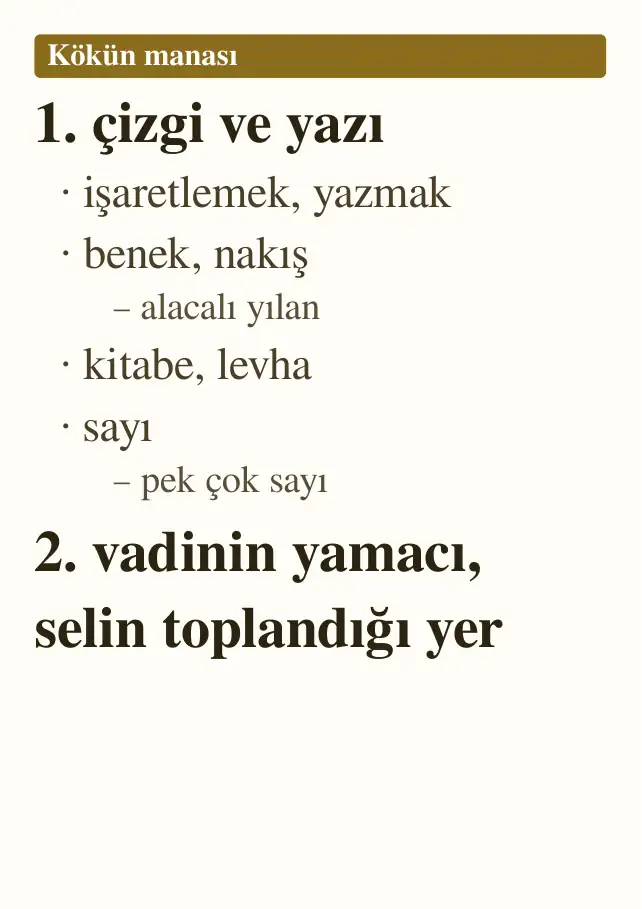 Kökün manası
1. çizgi ve yazı
· işaretlemek, yazmak
· benek, nakış
– alacalı yılan
· kitabe, levha
· sayı
– pek çok sayı
2. vadinin yamacı,
selin toplandığı yer